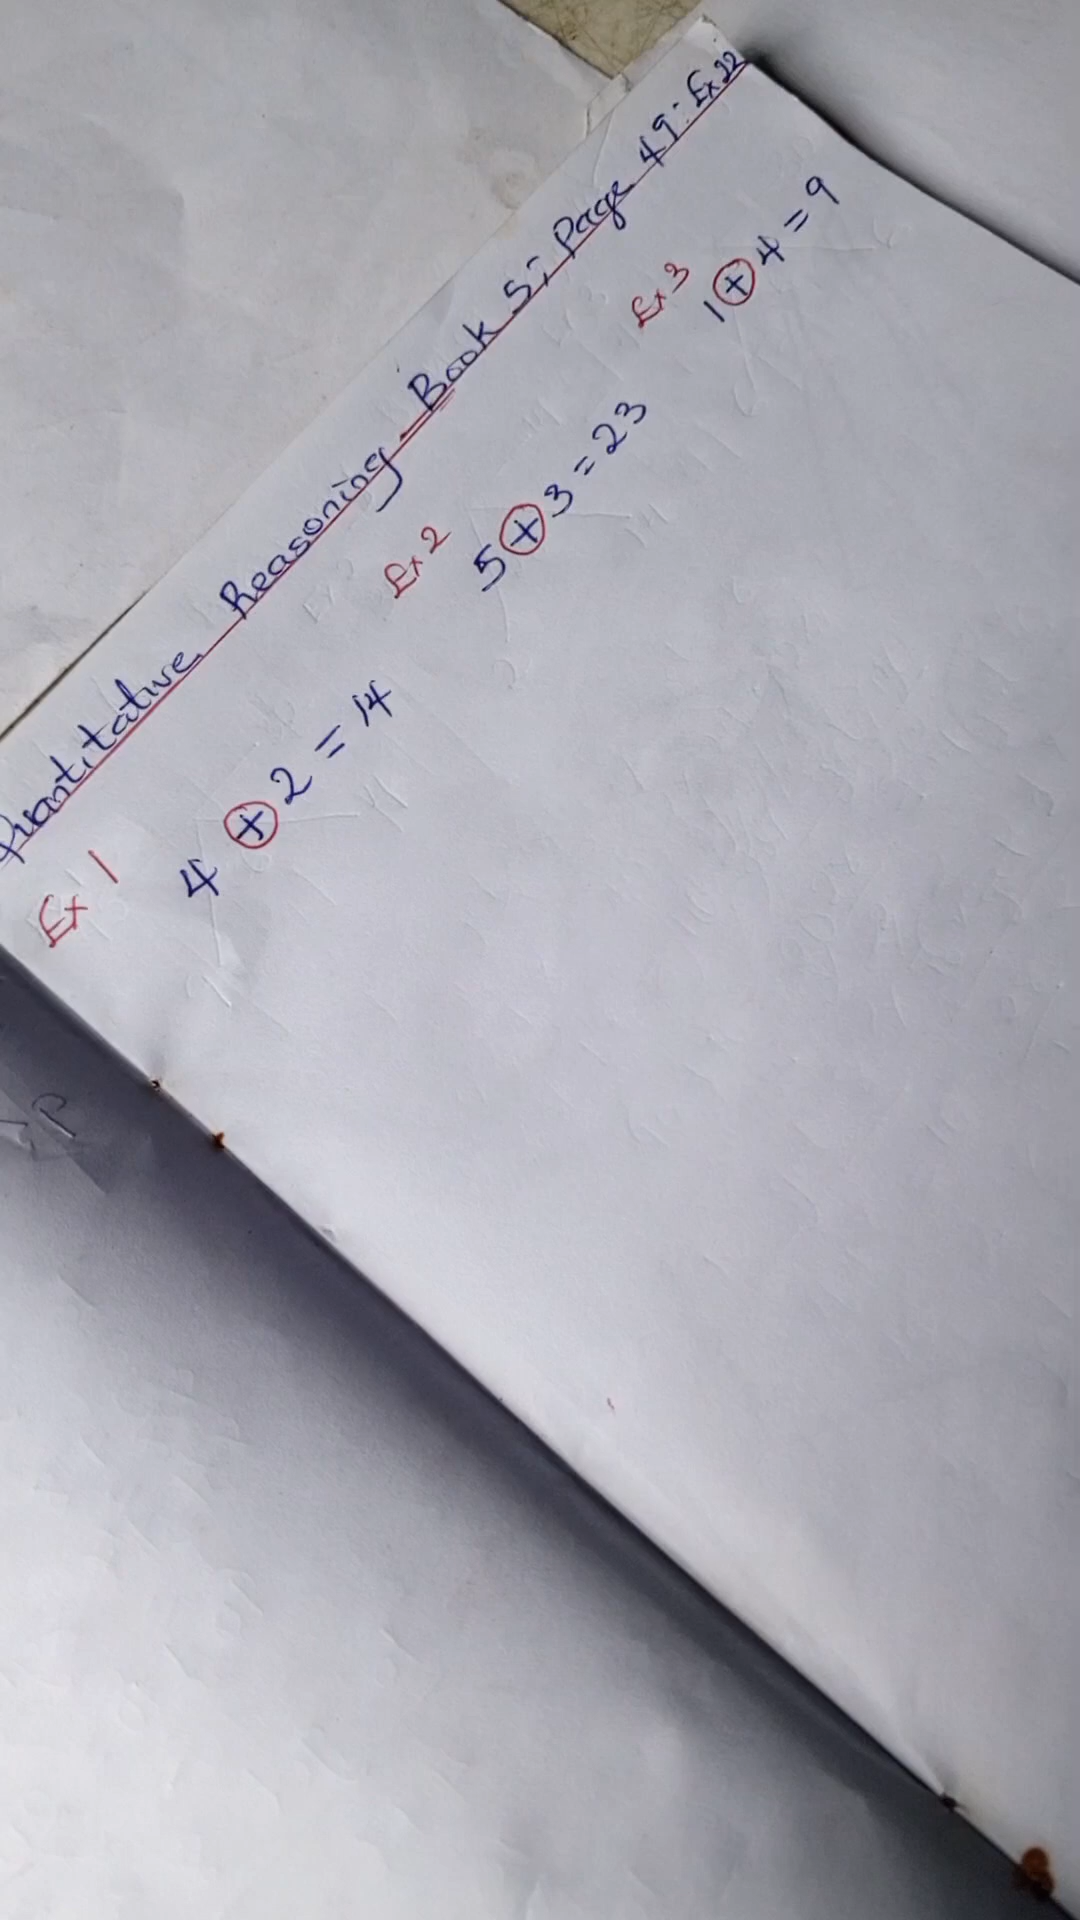 Quantitative Reasoning - Book 5; Page 49: Ex 22
Ex 1 Ex 2 Ex 3
4 ⊕ 2 = 14 5 ⊕ 3 = 23 1 ⊕ 4 = 9